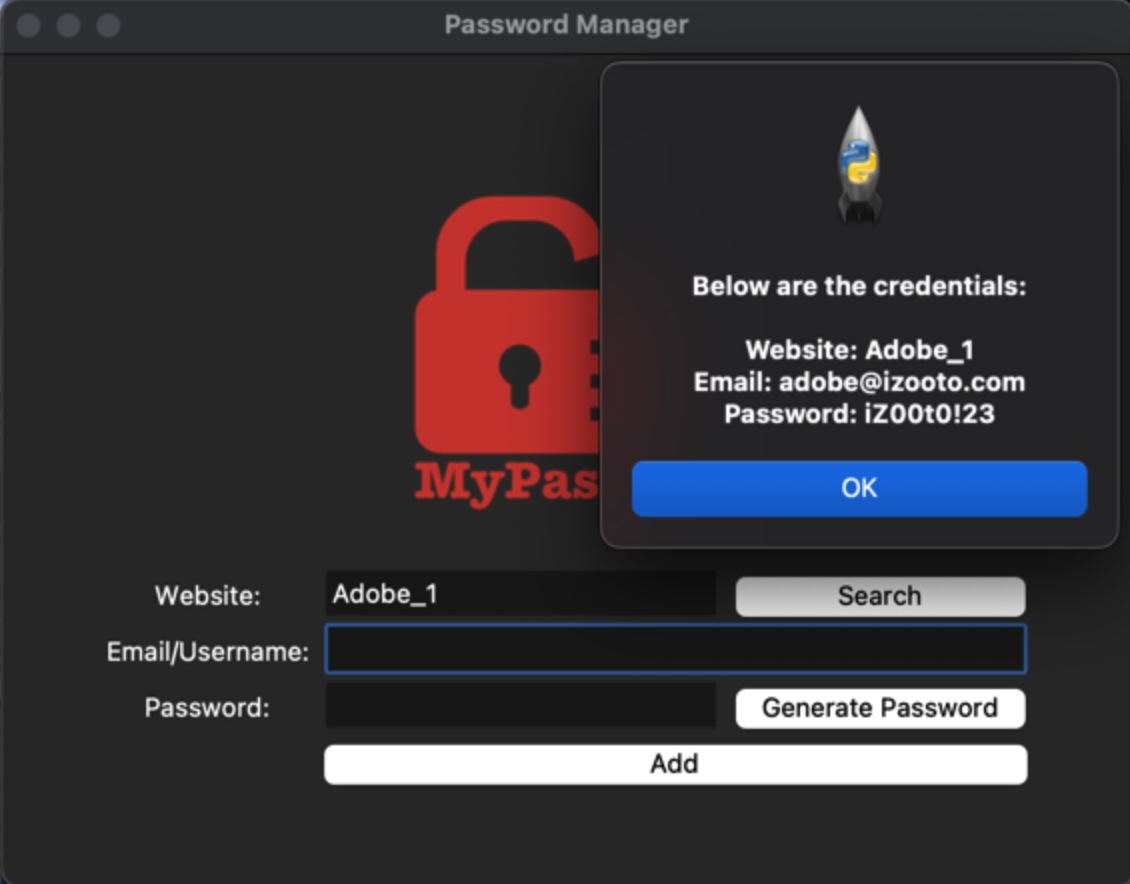 Password Manager
Below are the credentials:
Website: Adobe_1
Email: adobe@izooto.com
Password: iZ00t0!23
OK
MyPas
Website:
Adobe_1
Search
Email/Username:
Password:
Generate Password
Add